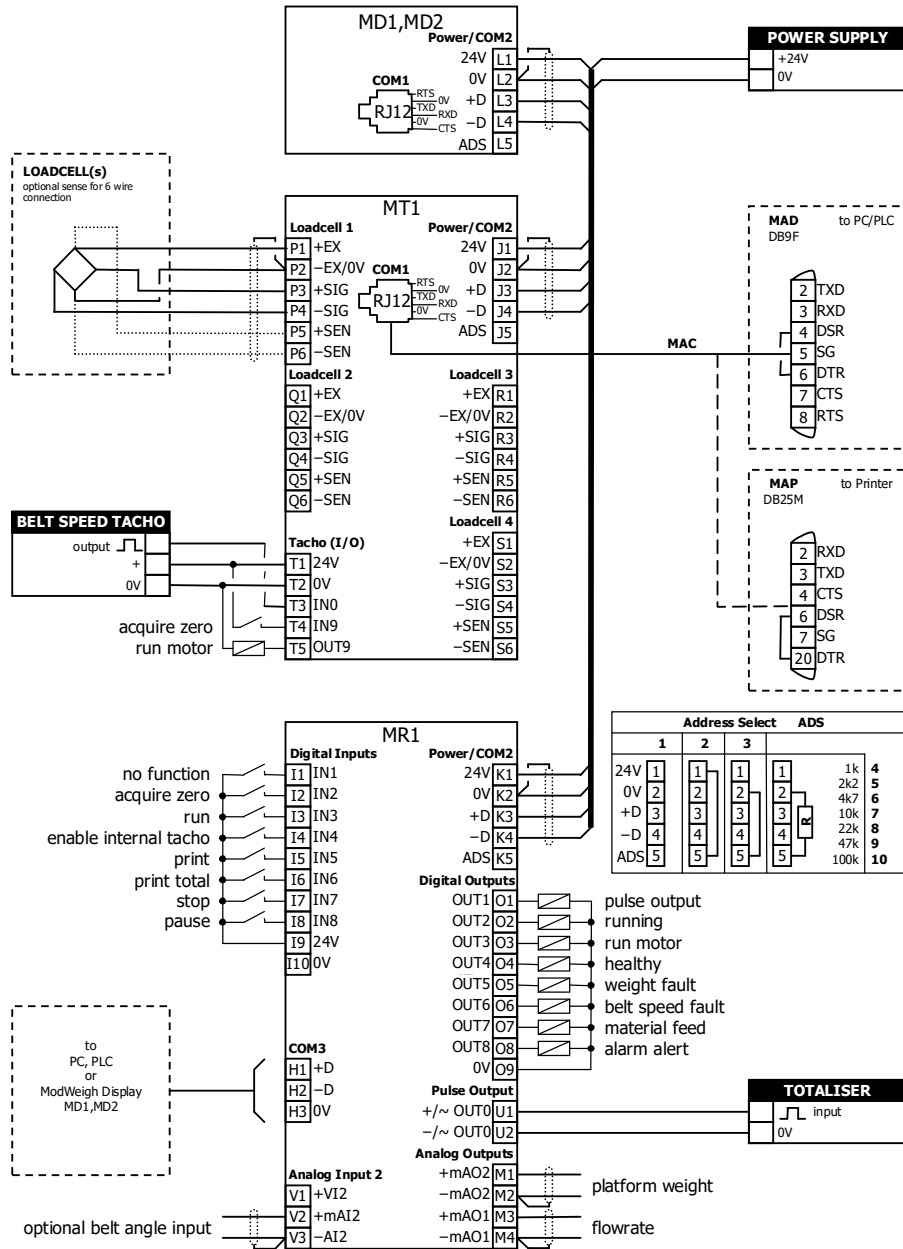 MD1,MD2
Power/COM2
24V L1
0V L2
+D L3
−D L4
ADS L5
COM1
RJ12
RTS
0V
TXD
RXD
0V
CTS
POWER SUPPLY
+24V
0V
LOADCELL(s)
optional sense for 6 wire
connection
MT1
Loadcell 1
P1 +EX
P2 −EX/0V
P3 +SIG
P4 −SIG
P5 +SEN
P6 −SEN
COM1
RJ12
RTS
0V
TXD
RXD
0V
CTS
Power/COM2
24V J1
0V J2
+D J3
−D J4
ADS J5
MAC
Loadcell 2
Q1 +EX
Q2 −EX/0V
Q3 +SIG
Q4 −SIG
Q5 +SEN
Q6 −SEN
Loadcell 3
+EX R1
−EX/0V R2
+SIG R3
−SIG R4
+SEN R5
−SEN R6
Loadcell 4
+EX S1
−EX/0V S2
+SIG S3
−SIG S4
+SEN S5
−SEN S6
BELT SPEED TACHO
output
+
0V
acquire zero
run motor
Tacho (I/O)
T1 24V
T2 0V
T3 IN0
T4 IN9
T5 OUT9
MAD to PC/PLC
DB9F
2 TXD
3 RXD
4 DSR
5 SG
6 DTR
7 CTS
8 RTS
MAP to Printer
DB25M
2 RXD
3 TXD
4 CTS
6 DSR
7 SG
20 DTR
Address Select ADS
1 2 3
24V 1 1 1 1
0V 2 2 2 2
+D 3 3 3 3
−D 4 4 4 4
ADS 5 5 5 5
R
1k 4
2k2 5
4k7 6
10k 7
22k 8
47k 9
100k 10
MR1
Digital Inputs
no function I1 IN1
acquire zero I2 IN2
run I3 IN3
enable internal tacho I4 IN4
print I5 IN5
print total I6 IN6
stop I7 IN7
pause I8 IN8
I9 24V
I10 0V
Power/COM2
24V K1
0V K2
+D K3
−D K4
ADS K5
Digital Outputs
OUT1 O1 pulse output
OUT2 O2 running
OUT3 O3 run motor
OUT4 O4 healthy
OUT5 O5 weight fault
OUT6 O6 belt speed fault
OUT7 O7 material feed
OUT8 O8 alarm alert
0V O9
to
PC, PLC
or
ModWeigh Display
MD1,MD2
COM3
H1 +D
H2 −D
H3 0V
Pulse Output
+/~ OUT0 U1
−/~ OUT0 U2
TOTALISER
input
0V
Analog Outputs
+mAO2 M1
−mAO2 M2
+mAO1 M3
−mAO1 M4
platform weight
flowrate
Analog Input 2
V1 +VI2
V2 +mAI2
V3 −AI2
optional belt angle input